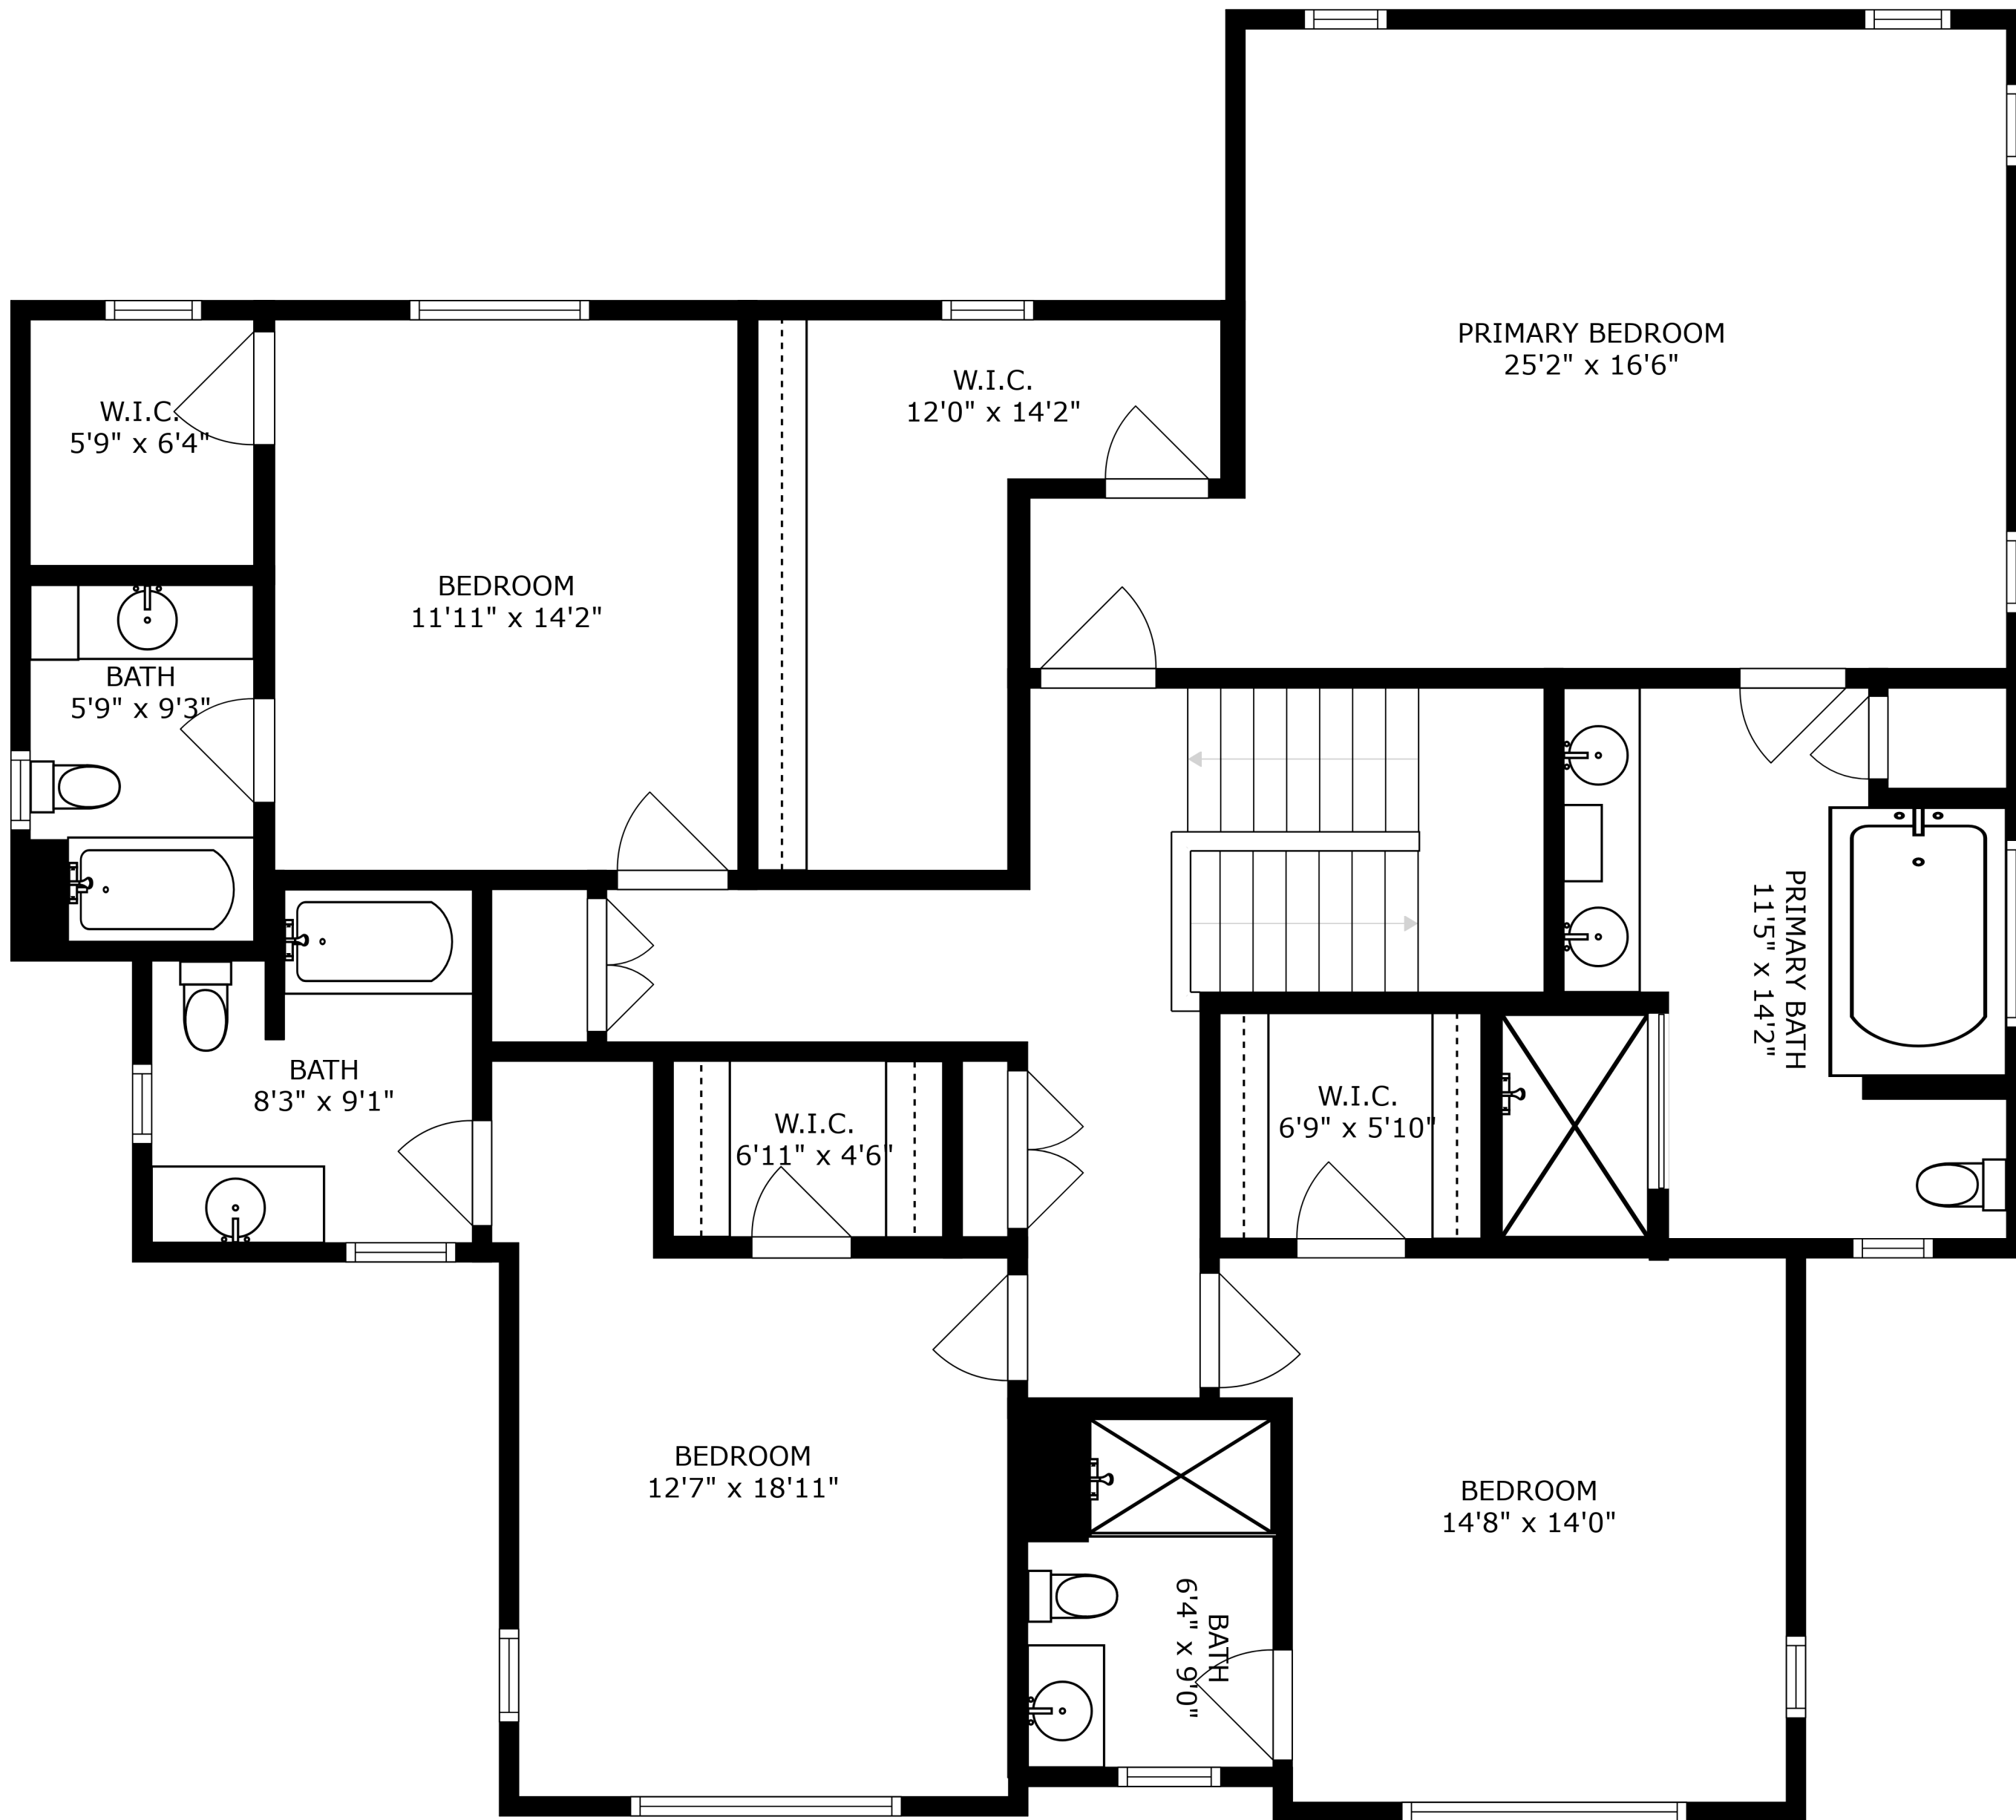 PRIMARY BEDROOM
25'2" x 16'6"
W.I.C.
12'0" x 14'2"
W.I.C.
5'9" x 6'4"
BEDROOM
11'11" x 14'2"
BATH
5'9" x 9'3"
PRIMARY BATH
11'5" x 14'2"
BATH
8'3" x 9'1"
W.I.C.
6'11" x 4'6"
W.I.C.
6'9" x 5'10"
BEDROOM
12'7" x 18'11"
BEDROOM
14'8" x 14'0"
BATH
6'4" x 9'0"